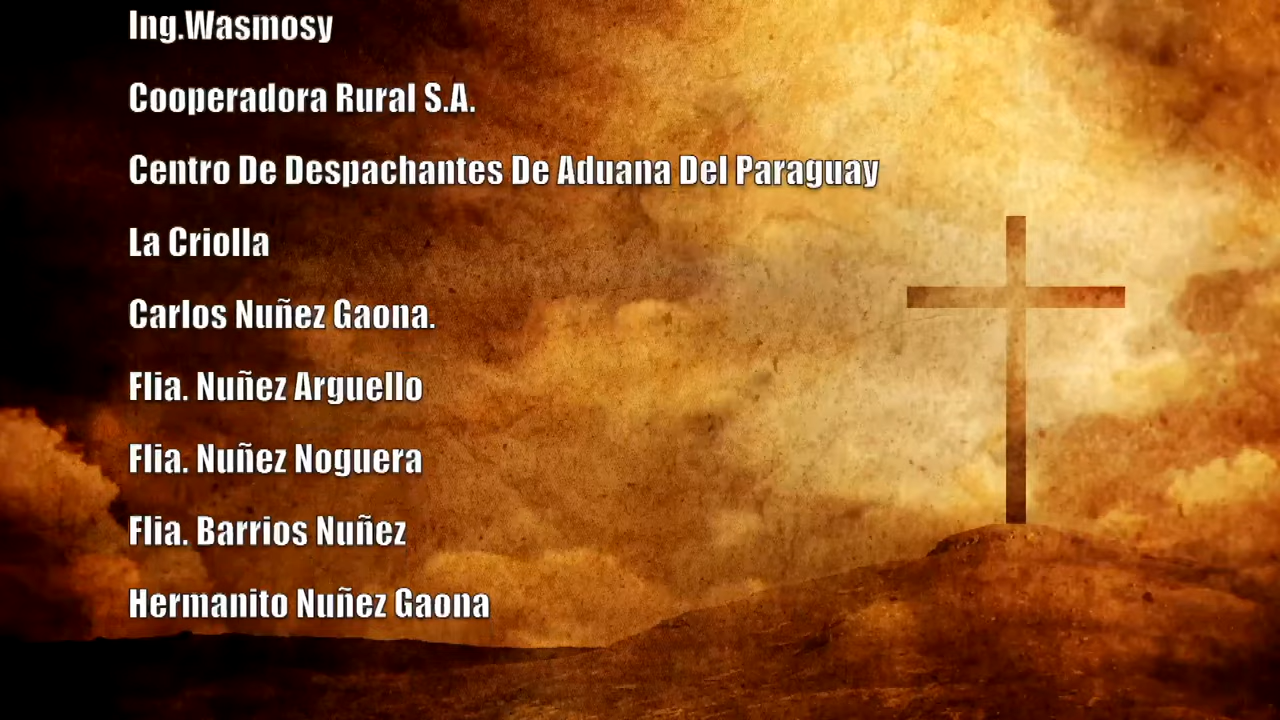 Ing.Wasmosy
Cooperadora Rural S.A.
Centro De Despachantes De Aduana Del Paraguay
La Criolla
Carlos Nuñez Gaona.
Flia. Nuñez Arguello
Flia. Nuñez Noguera
Flia. Barrios Nuñez
Hermanito Nuñez Gaona